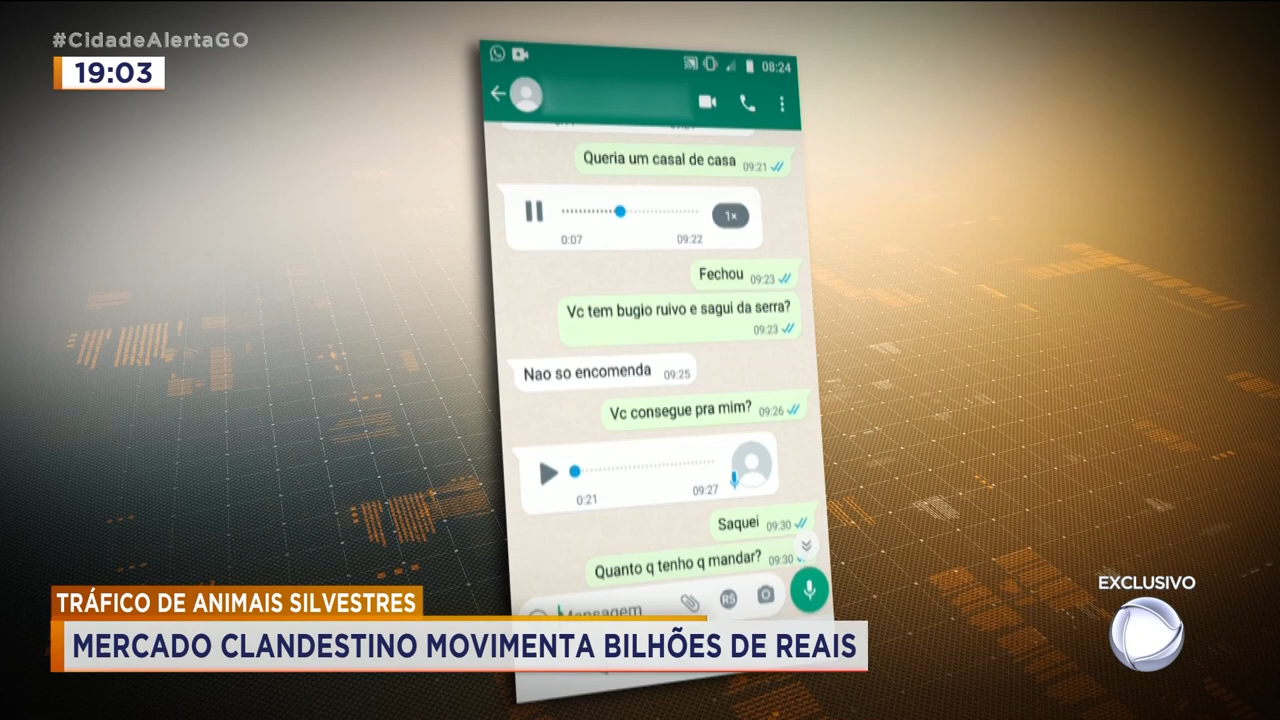 #CidadeAlertaGO
19:03
08:24
Queria um casal de casa 09:21
1×
0:07 09:22
Fechou 09:23
Vc tem bugio ruivo e sagui da serra?
09:23
Nao so encomenda 09:25
Vc consegue pra mim? 09:26
0:21 09:27
Saquei 09:30
Quanto q tenho q mandar? 09:30
Mensagem R$
EXCLUSIVO
TRÁFICO DE ANIMAIS SILVESTRES
MERCADO CLANDESTINO MOVIMENTA BILHÕES DE REAIS